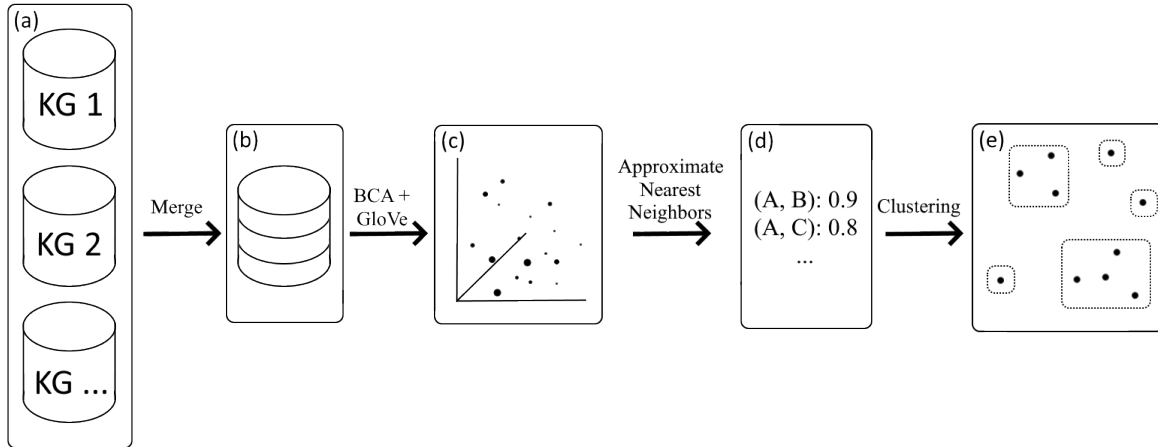 (a)
KG 1
KG 2
KG ...
Merge
(b)
BCA +
GloVe
(c)
Approximate
Nearest
Neighbors
(d)
(A, B): 0.9
(A, C): 0.8
...
Clustering
(e)